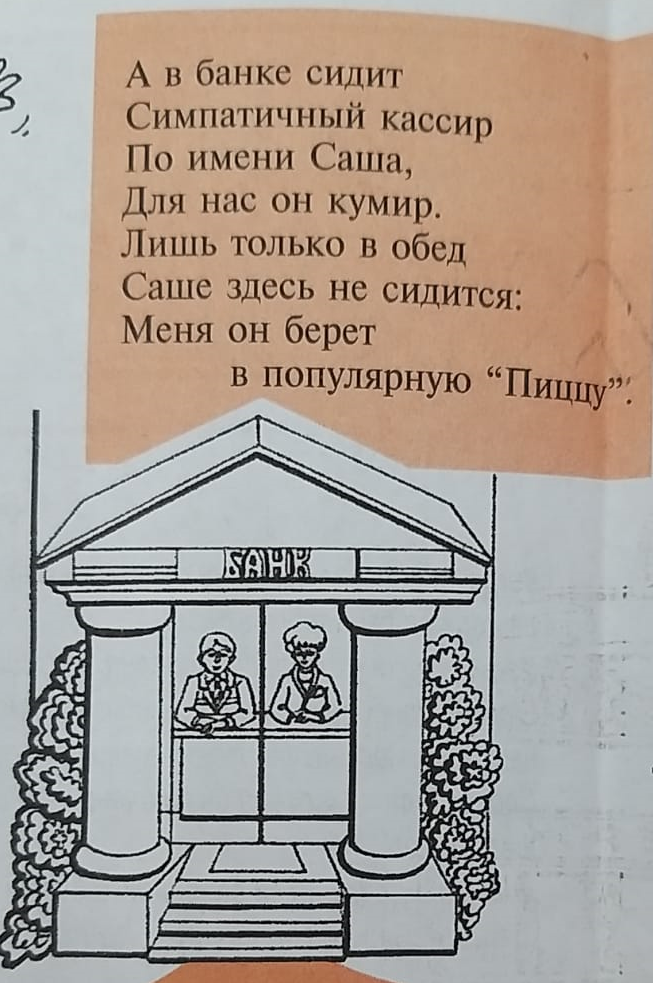 А в банке сидит
Симпатичный кассир
По имени Саша,
Для нас он кумир.
Лишь только в обед
Саше здесь не сидится:
Меня он берет
в популярную “Пиццу”.
БАНК